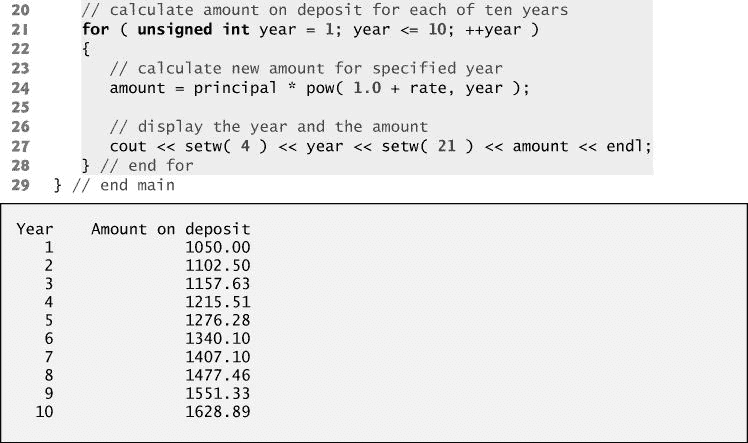 20 // calculate amount on deposit for each of ten years
21 for ( unsigned int year = 1; year <= 10; ++year )
22 {
23 // calculate new amount for specified year
24 amount = principal * pow( 1.0 + rate, year );
25
26 // display the year and the amount
27 cout << setw( 4 ) << year << setw( 21 ) << amount << endl;
28 } // end for
29 } // end main
Year Amount on deposit
1 1050.00
2 1102.50
3 1157.63
4 1215.51
5 1276.28
6 1340.10
7 1407.10
8 1477.46
9 1551.33
10 1628.89